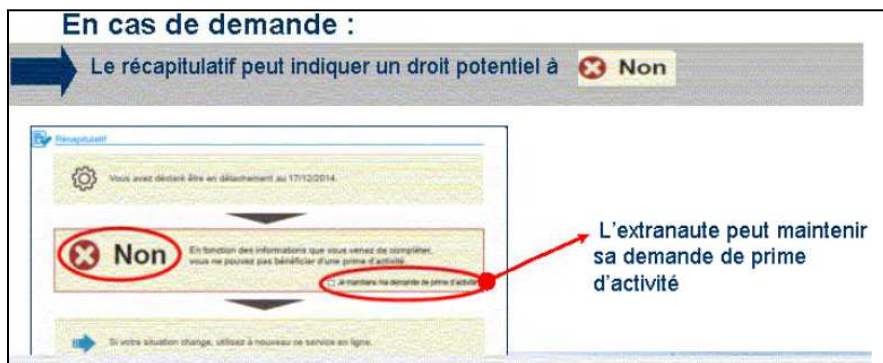 En cas de demande :
Le récapitulatif peut indiquer un droit potentiel à Non
Récapitulatif
Vous avez déclaré être en détachement au 17/12/2014.
Non
En fonction des informations que vous venez de compléter,
vous ne pouvez pas bénéficier d'une prime d'activité.
Je maintiens ma demande de prime d'activité
L'extranaute peut maintenir
sa demande de prime
d'activité
Si votre situation change, utilisez à nouveau ce service en ligne.